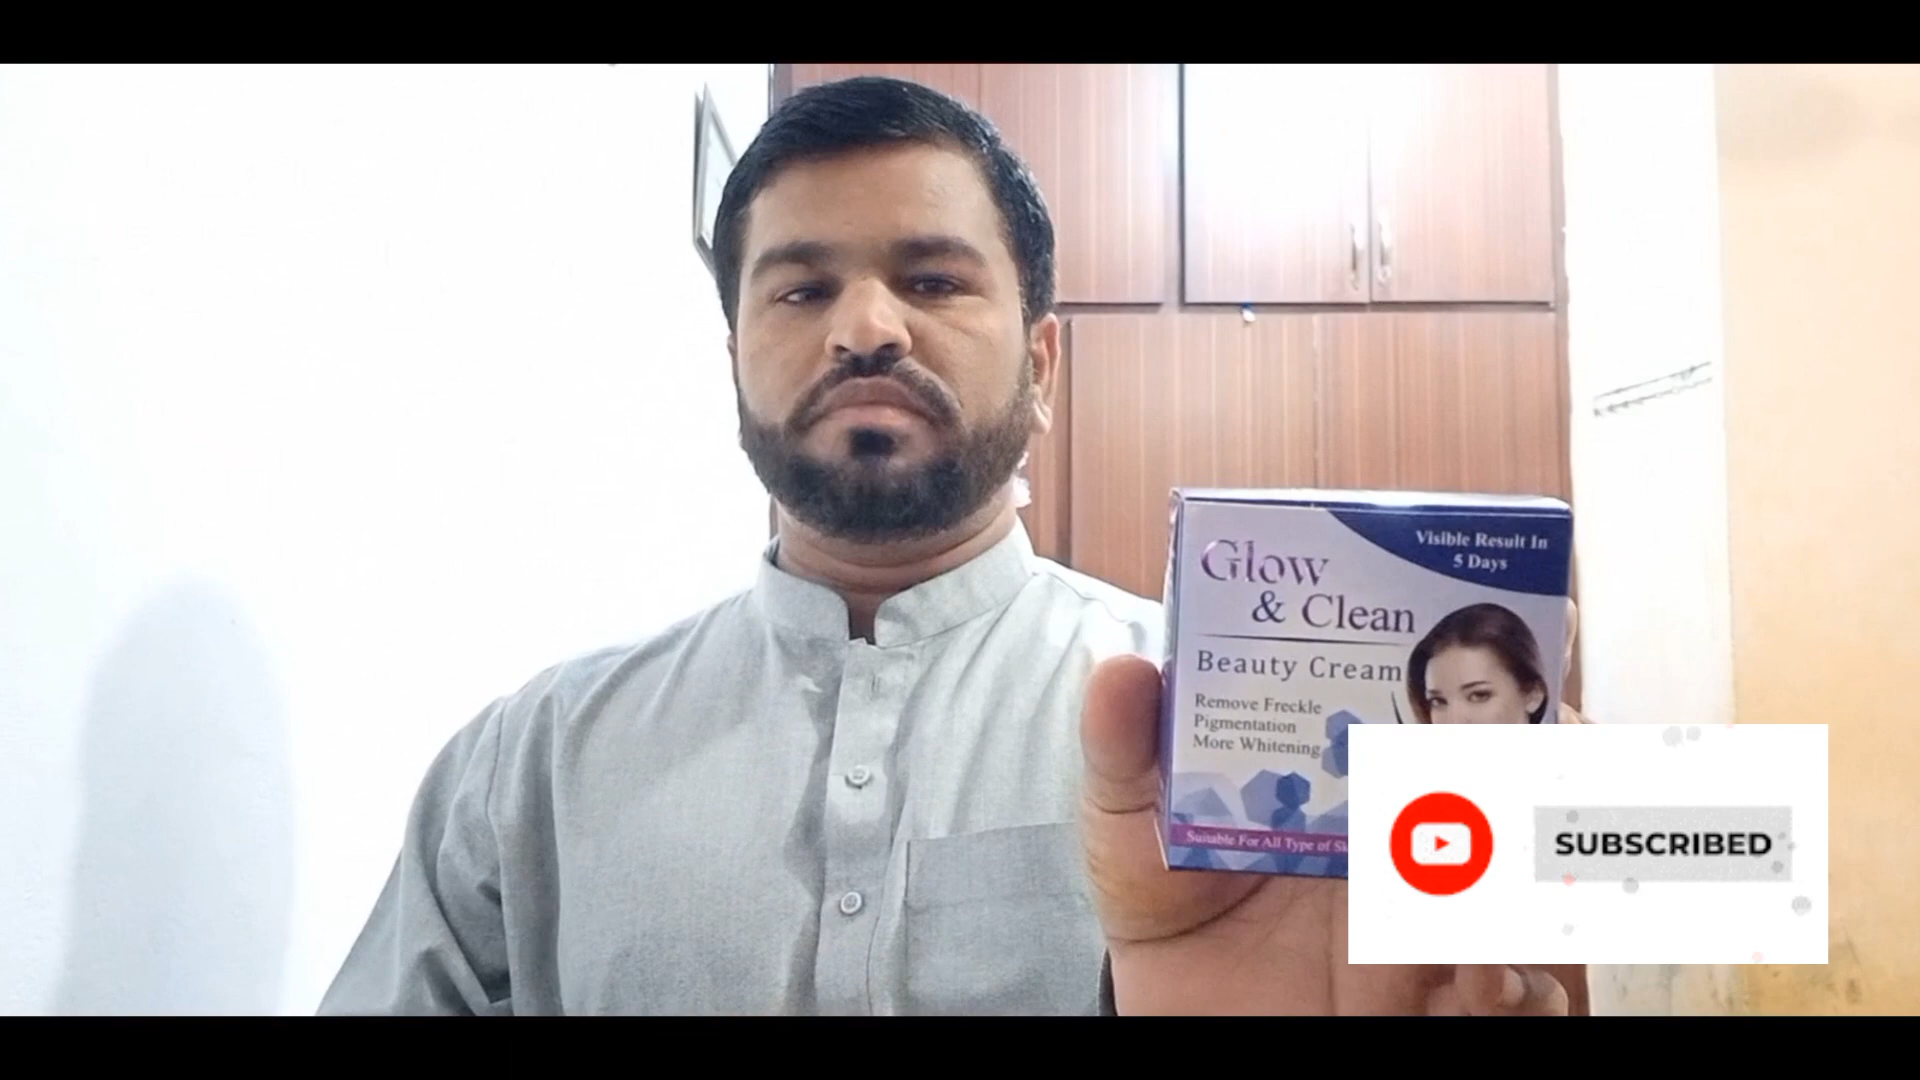 Visible Result In
5 Days
Glow
& Clean
Beauty Cream
Remove Freckle
Pigmentation
More Whitening
Suitable For All Type of
SUBSCRIBED